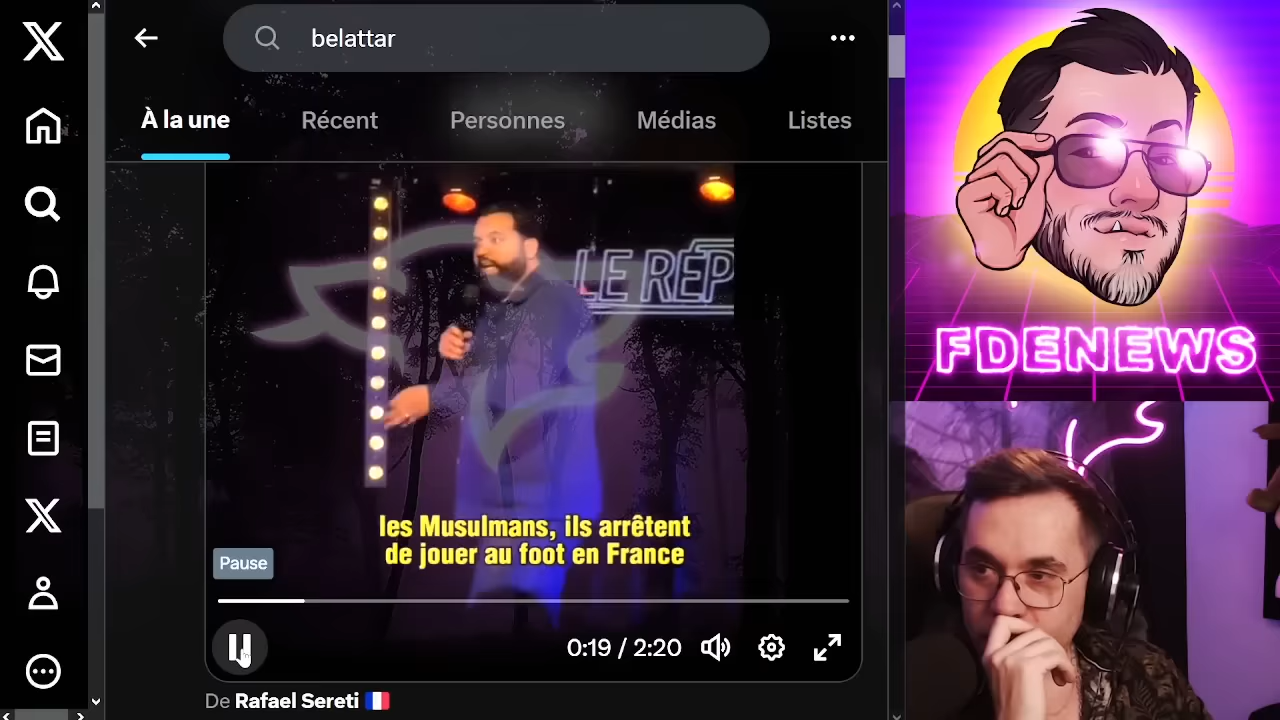 belattar
À la une
Récent
Personnes
Médias
Listes
LE RÉP
les Musulmans, ils arrêtent
de jouer au foot en France
Pause
0:19 / 2:20
De Rafael Sereti
FDENEWS